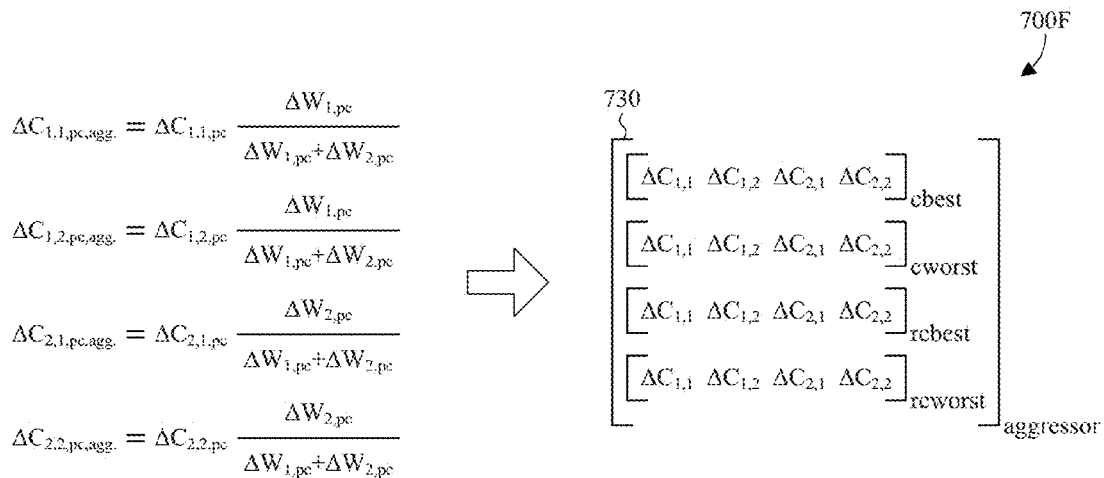 700F
730
ΔC1,1,pc,agg. = ΔC1,1,pc ΔW1,pc / ΔW1,pc+ΔW2,pc
ΔC1,2,pc,agg. = ΔC1,2,pc ΔW1,pc / ΔW1,pc+ΔW2,pc
ΔC2,1,pc,agg. = ΔC2,1,pc ΔW2,pc / ΔW1,pc+ΔW2,pc
ΔC2,2,pc,agg. = ΔC2,2,pc ΔW2,pc / ΔW1,pc+ΔW2,pc
[ΔC1,1 ΔC1,2 ΔC2,1 ΔC2,2]cbest
[ΔC1,1 ΔC1,2 ΔC2,1 ΔC2,2]cworst
[ΔC1,1 ΔC1,2 ΔC2,1 ΔC2,2]rcbest
[ΔC1,1 ΔC1,2 ΔC2,1 ΔC2,2]rcworst
aggressor